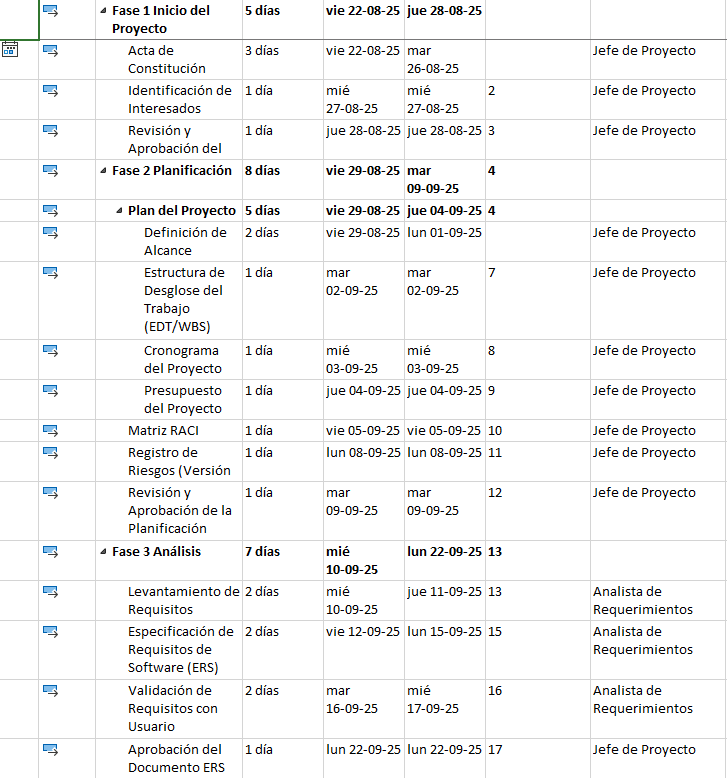 Fase 1 Inicio del 5 días vie 22-08-25 jue 28-08-25
Proyecto
Acta de 3 días vie 22-08-25 mar Jefe de Proyecto
Constitución 26-08-25
Identificación de 1 día mié mié 2 Jefe de Proyecto
Interesados 27-08-25 27-08-25
Revisión y 1 día jue 28-08-25 jue 28-08-25 3 Jefe de Proyecto
Aprobación del
Fase 2 Planificación 8 días vie 29-08-25 mar 4
09-09-25
Plan del Proyecto 5 días vie 29-08-25 jue 04-09-25 4
Definición de 2 días vie 29-08-25 lun 01-09-25 Jefe de Proyecto
Alcance
Estructura de 1 día mar mar 7 Jefe de Proyecto
Desglose del 02-09-25 02-09-25
Trabajo
(EDT/WBS)
Cronograma 1 día mié mié 8 Jefe de Proyecto
del Proyecto 03-09-25 03-09-25
Presupuesto 1 día jue 04-09-25 jue 04-09-25 9 Jefe de Proyecto
del Proyecto
Matriz RACI 1 día vie 05-09-25 vie 05-09-25 10 Jefe de Proyecto
Registro de 1 día lun 08-09-25 lun 08-09-25 11 Jefe de Proyecto
Riesgos (Versión
Revisión y 1 día mar mar 12 Jefe de Proyecto
Aprobación de la 09-09-25 09-09-25
Planificación
Fase 3 Análisis 7 días mié lun 22-09-25 13
10-09-25
Levantamiento de 2 días mié jue 11-09-25 13 Analista de
Requisitos 10-09-25 Requerimientos
Especificación de 2 días vie 12-09-25 lun 15-09-25 15 Analista de
Requisitos de Requerimientos
Software (ERS)
Validación de 2 días mar mié 16 Analista de
Requisitos con 16-09-25 17-09-25 Requerimientos
Usuario
Aprobación del 1 día lun 22-09-25 lun 22-09-25 17 Jefe de Proyecto
Documento ERS